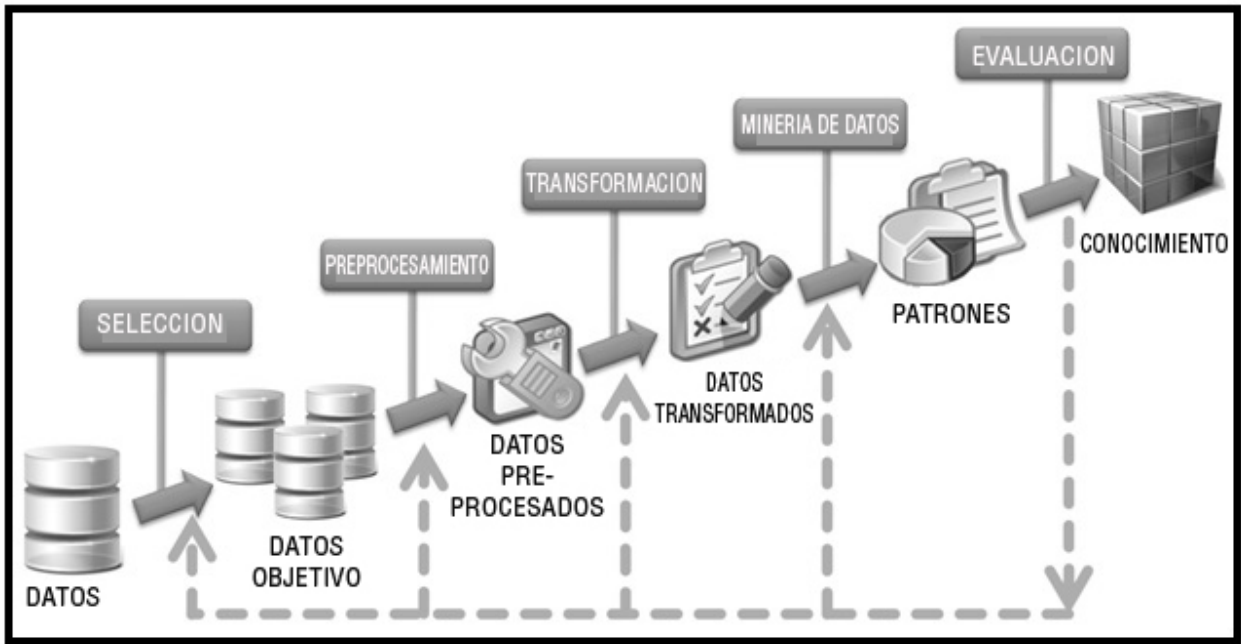 EVALUACION
MINERIA DE DATOS
TRANSFORMACION
PREPROCESAMIENTO
SELECCION
CONOCIMIENTO
PATRONES
DATOS
TRANSFORMADOS
DATOS
PRE-
PROCESADOS
DATOS
OBJETIVO
DATOS